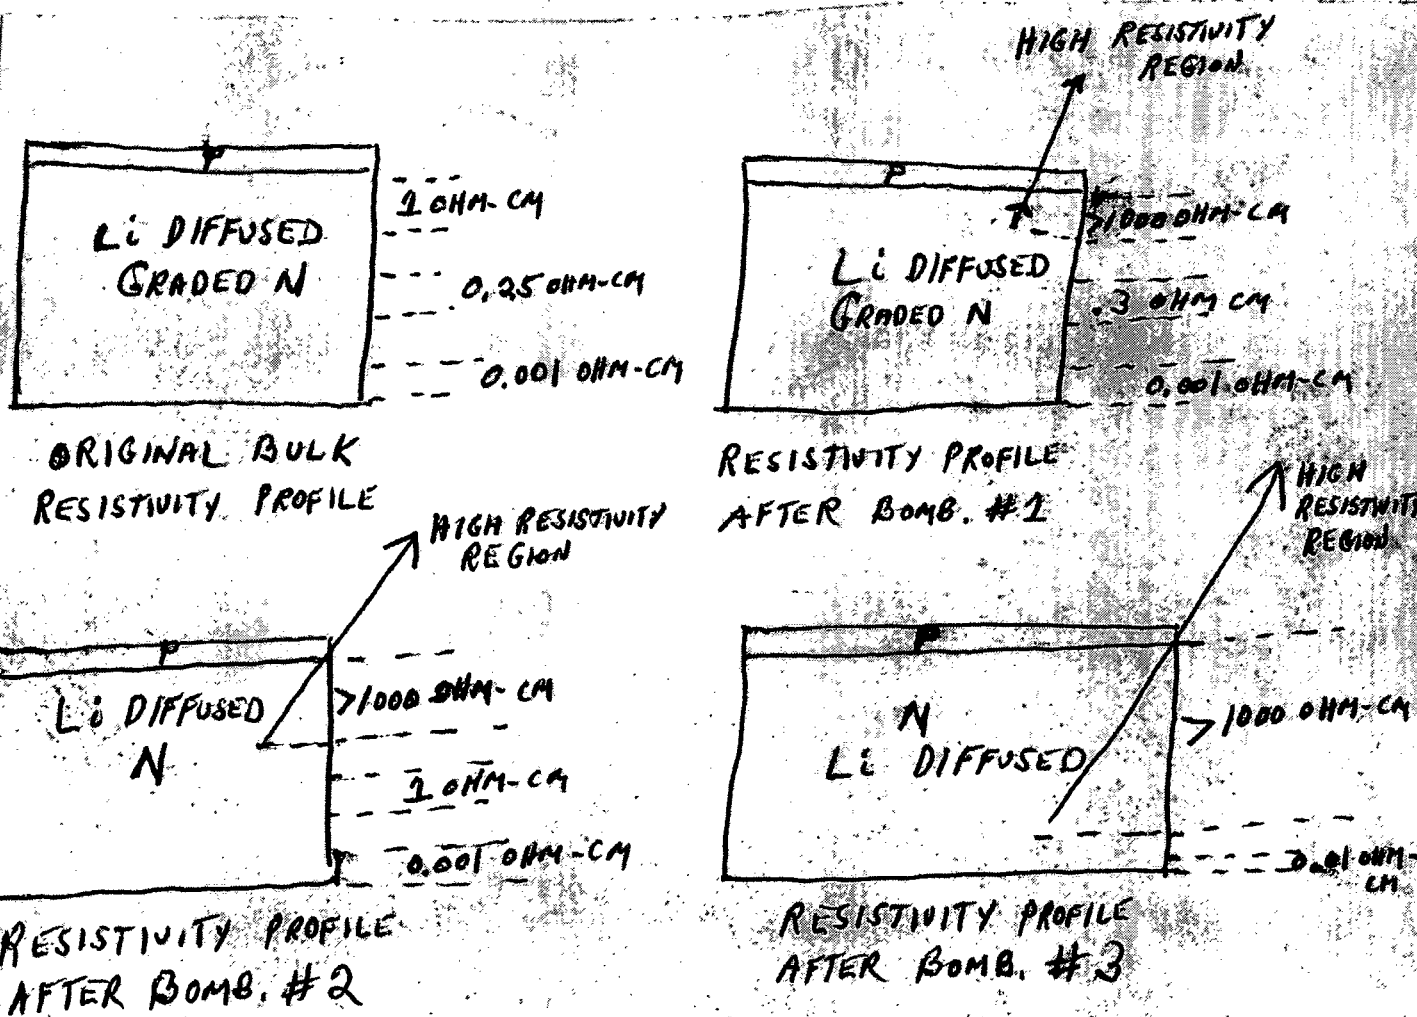 HIGH RESISTIVITY
REGION
P
1 OHM-CM
Li DIFFUSED
GRADED N
0.25 OHM-CM
0.001 OHM-CM
ORIGINAL BULK
RESISTIVITY PROFILE
P
>1000 OHM-CM
Li DIFFUSED
GRADED N
.3 OHM CM
0.001 OHM-CM
RESISTIVITY PROFILE
AFTER BOMB. #1
HIGH RESISTIVITY
REGION
P
Li DIFFUSED
N
>1000 OHM-CM
1 OHM-CM
0.001 OHM-CM
RESISTIVITY PROFILE
AFTER BOMB. #2
HIGH
RESISTIVIT
REGION
P
N
Li DIFFUSED
>1000 OHM-CM
0.01 OHM-
CM
RESISTIVITY PROFILE
AFTER BOMB. #3